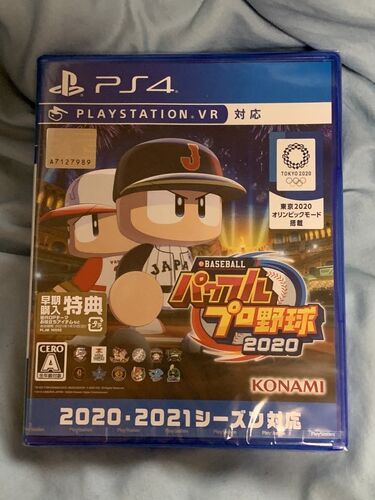 PS4
PLAYSTATION VR 対応
A7127989
TOKYO 2020
東京2020
オリンピックモード
搭載
J
JAPA
BASEBALL
パワフル
プロ野球
2020
早期
購入
特典
CERO
A
KONAMI
2020・2021シーズン対応